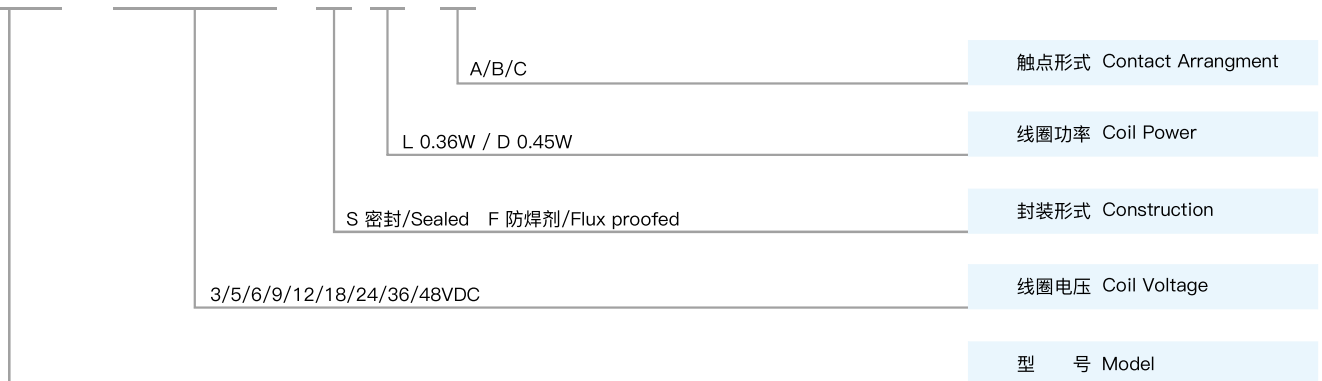 A/B/C
触点形式 Contact Arrangment
L 0.36W / D 0.45W
线圈功率 Coil Power
S 密封/Sealed F 防焊剂/Flux proofed
封装形式 Construction
3/5/6/9/12/18/24/36/48VDC
线圈电压 Coil Voltage
型 号 Model